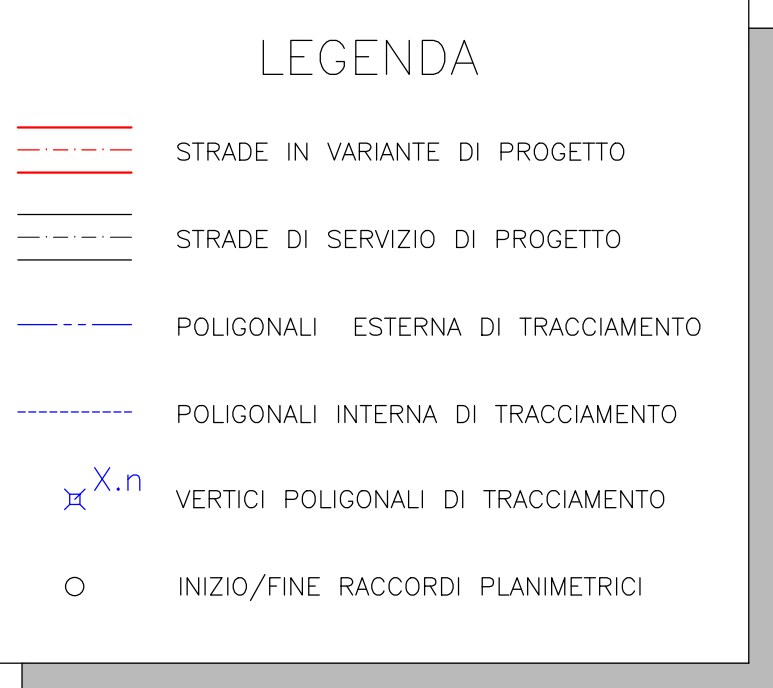 LEGENDA
STRADE IN VARIANTE DI PROGETTO
STRADE DI SERVIZIO DI PROGETTO
POLIGONALI ESTERNA DI TRACCIAMENTO
POLIGONALI INTERNA DI TRACCIAMENTO
X.n VERTICI POLIGONALI DI TRACCIAMENTO
INIZIO/FINE RACCORDI PLANIMETRICI